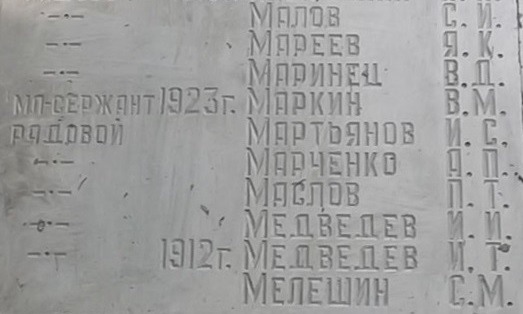 —·— МАЛОВ С. И.
—·— МАРЕЕВ Я. К.
—·— МАРИНЕЦ В. Д.
МЛ-СЕРЖАНТ 1923г. МАРКИН В. М.
РЯДОВОЙ МАРТЬЯНОВ И. С.
—·— МАРЧЕНКО А. П.
—·— МАСЛОВ П. Т.
—·— МЕДВЕДЕВ И. И.
—·— 1912г. МЕДВЕДЕВ И. Т.
МЕЛЕШИН С. М.